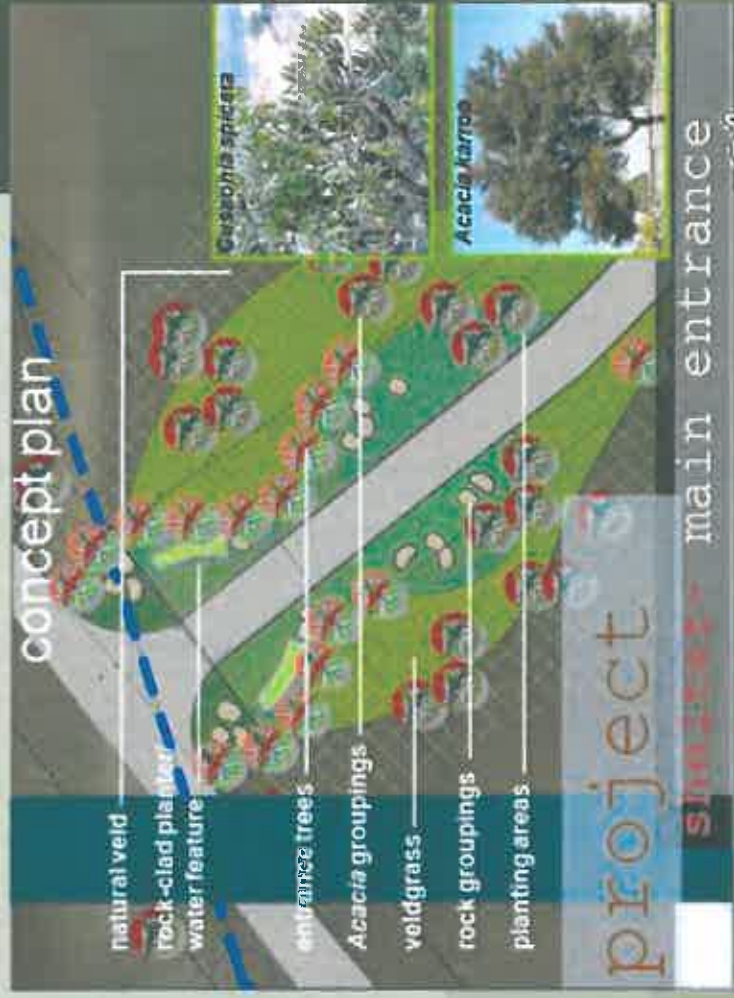 concept plan
natural veld
rock-clad planter
water feature
entrance trees
Acacia groupings
veldgrass
rock groupings
planting areas
Cussonia spicata
Acacia karroo
project
main entrance